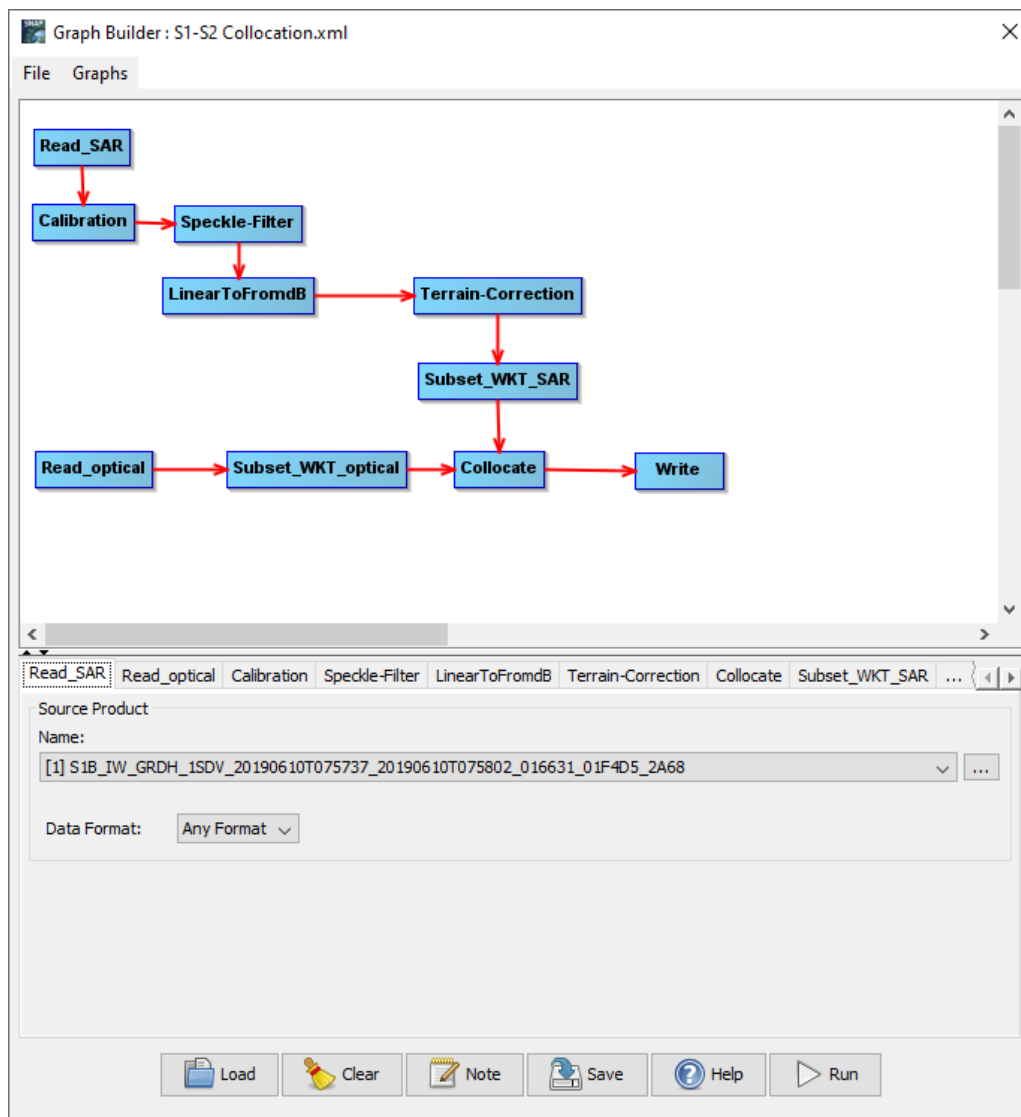 SNAP
Graph Builder : S1-S2 Collocation.xml
File Graphs
Read_SAR
Calibration
Speckle-Filter
LinearToFromdB
Terrain-Correction
Subset_WKT_SAR
Read_optical
Subset_WKT_optical
Collocate
Write
Read_SAR Read_optical Calibration Speckle-Filter LinearToFromdB Terrain-Correction Collocate Subset_WKT_SAR ...
Source Product
Name:
[1] S1B_IW_GRDH_1SDV_20190610T075737_20190610T075802_016631_01F4D5_2A68
...
Data Format: Any Format
Load Clear Note Save Help Run